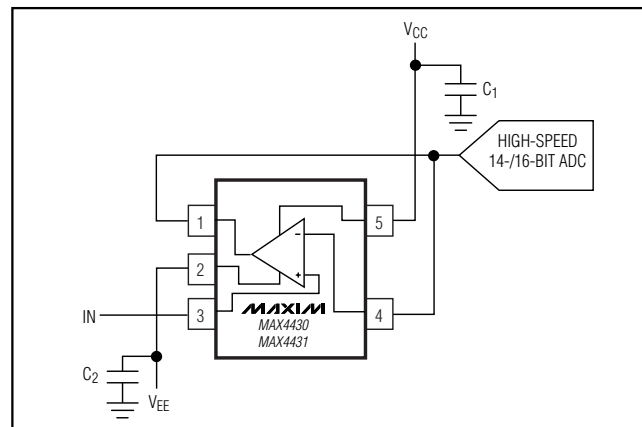 VCC
C1
HIGH-SPEED
14-/16-BIT ADC
1
5
-
2
+
IN
3
MAXIM
4
MAX4430
MAX4431
C2
VEE